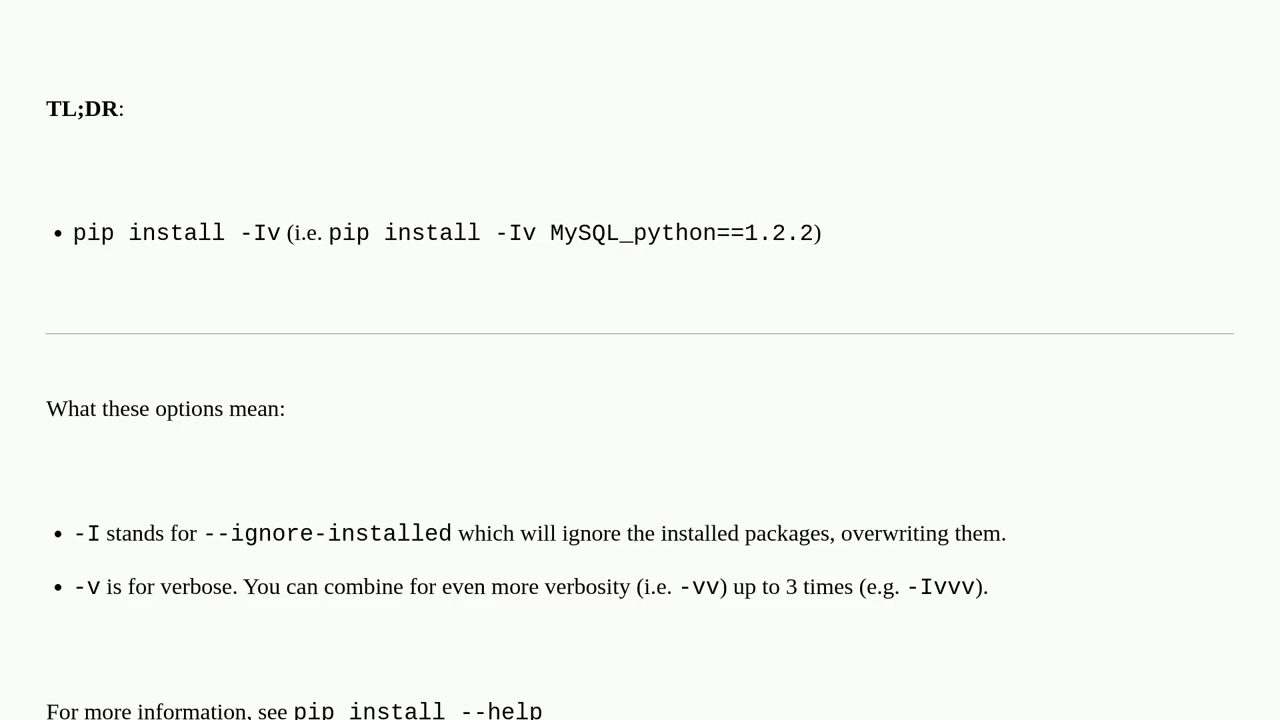 TL;DR:
• pip install -Iv (i.e. pip install -Iv MySQL_python==1.2.2)
What these options mean:
• -I stands for --ignore-installed which will ignore the installed packages, overwriting them.
• -v is for verbose. You can combine for even more verbosity (i.e. -vv) up to 3 times (e.g. -Ivvv).
For more information, see pip install --help